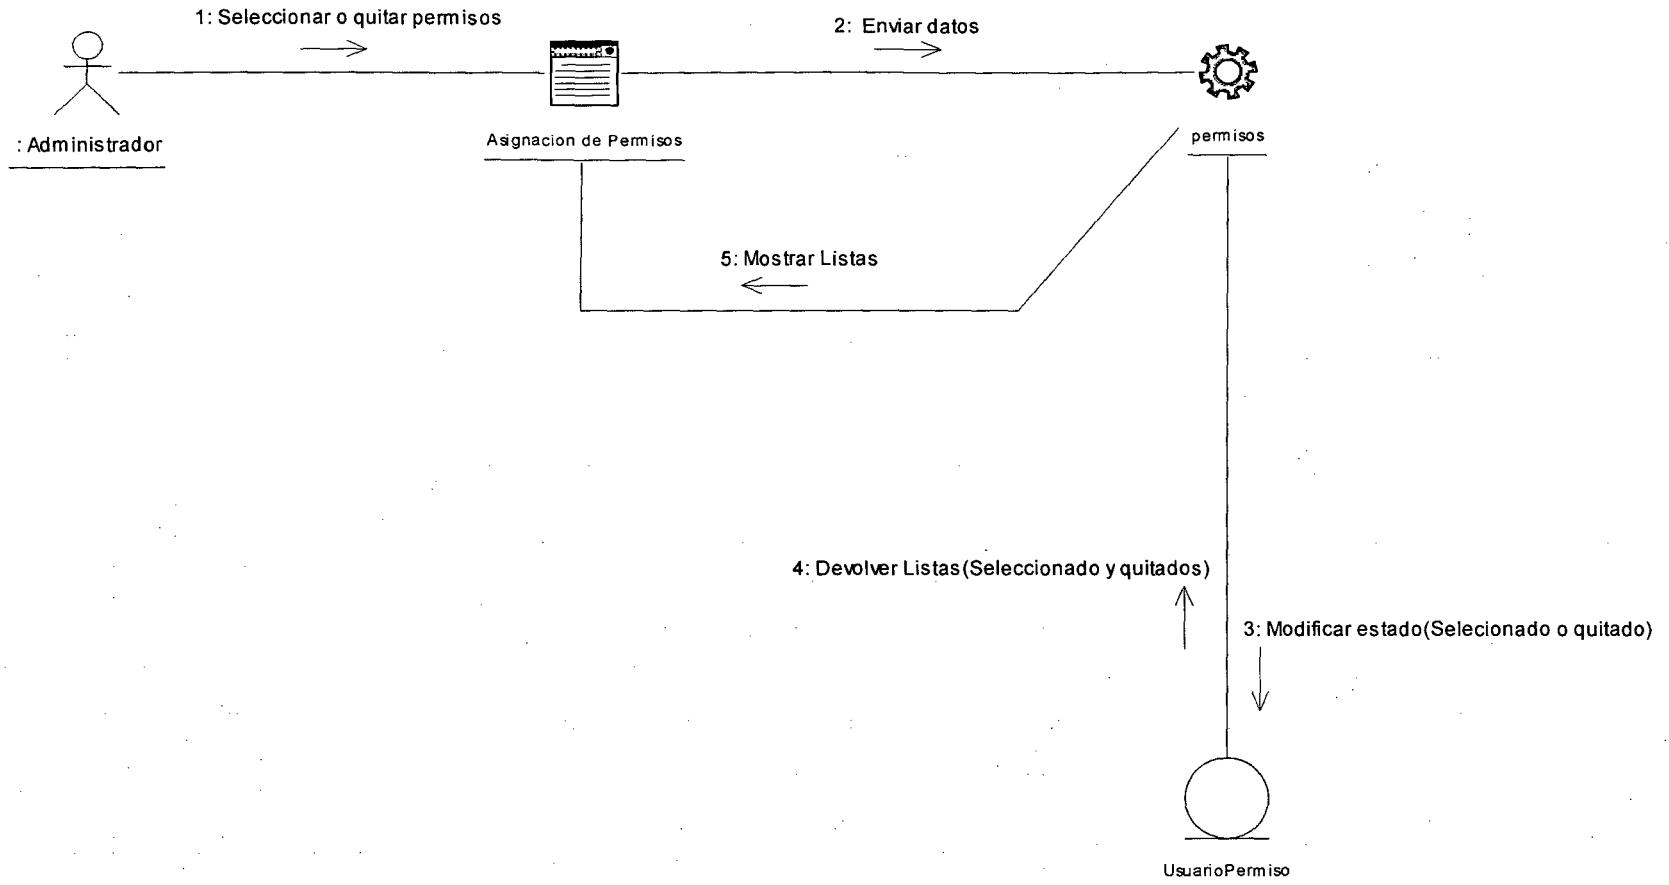 1: Seleccionar o quitar permisos
2: Enviar datos
: Administrador
Asignacion de Permisos
permisos
5: Mostrar Listas
4: Devolver Listas(Seleccionado y quitados)
3: Modificar estado(Selecionado o quitado)
UsuarioPermiso